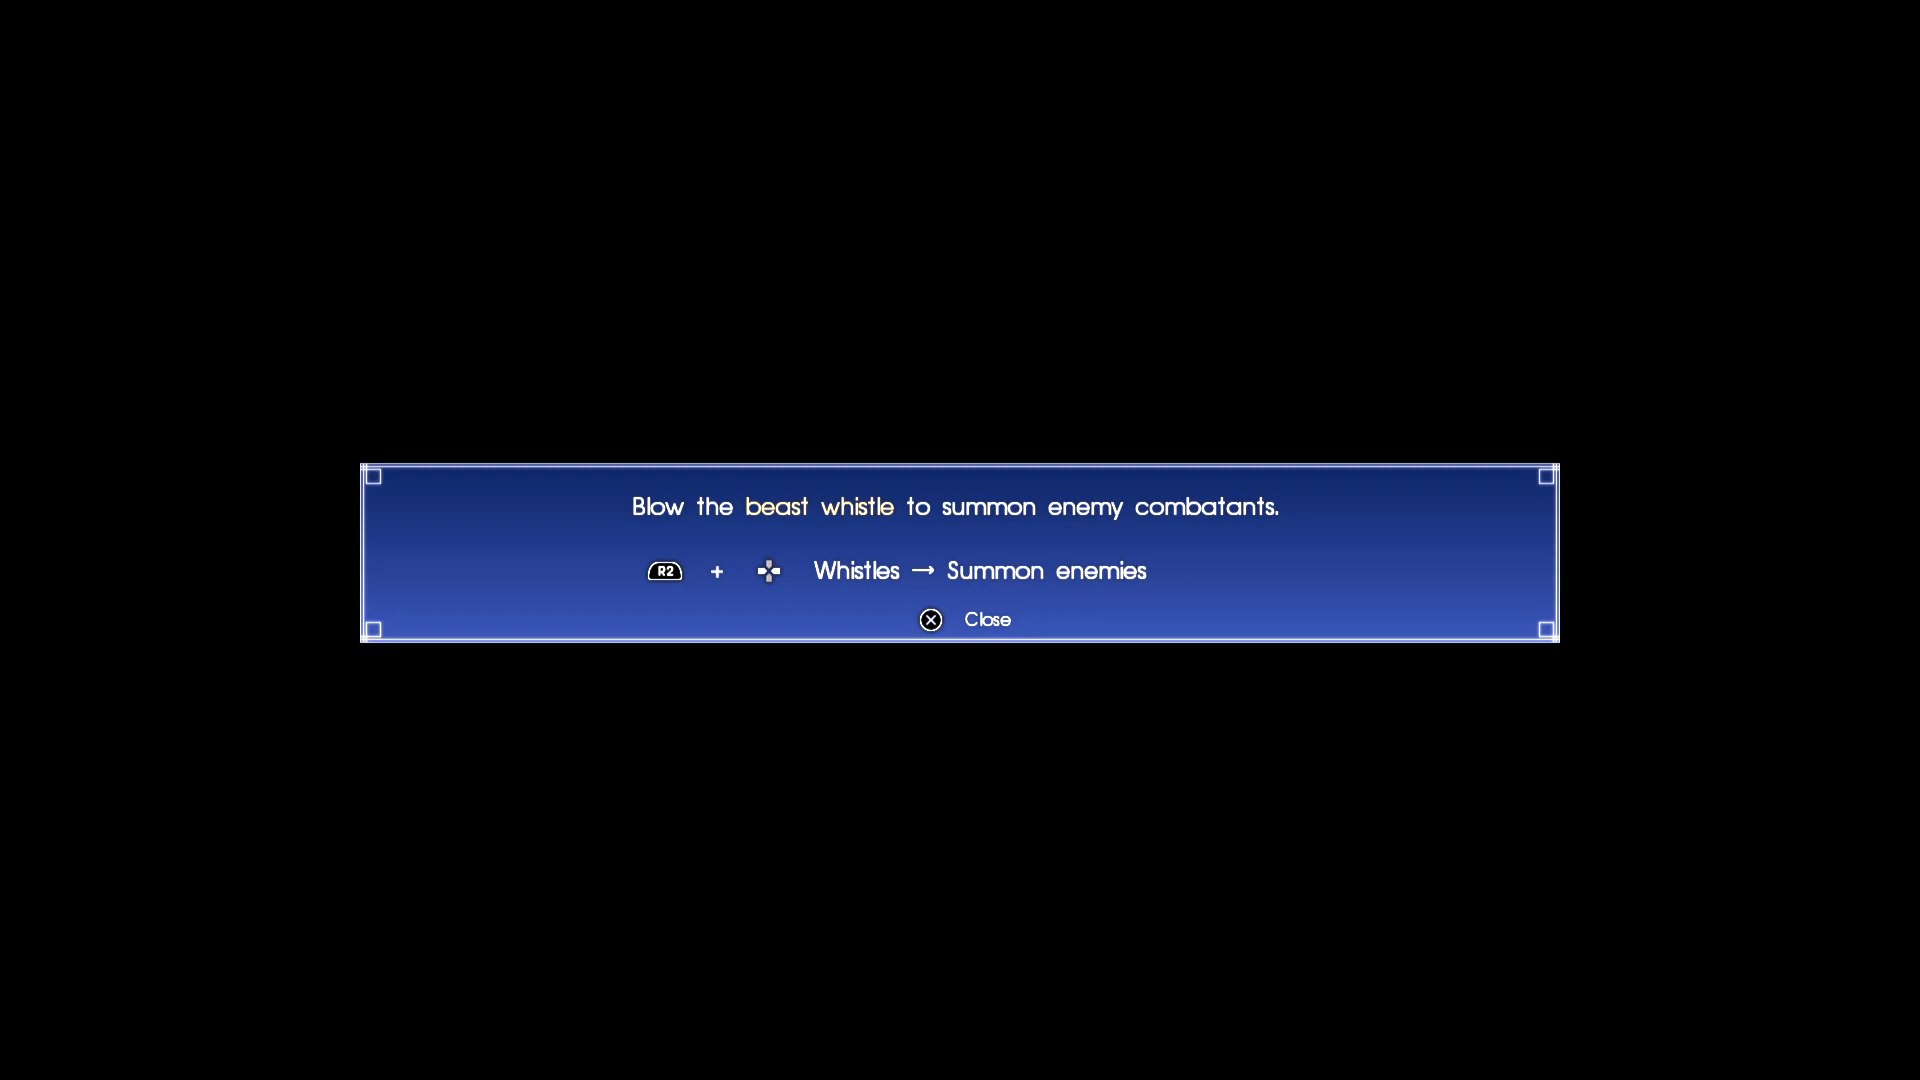 Blow the beast whistle to summon enemy combatants.
R2 + Whistles → Summon enemies
Close